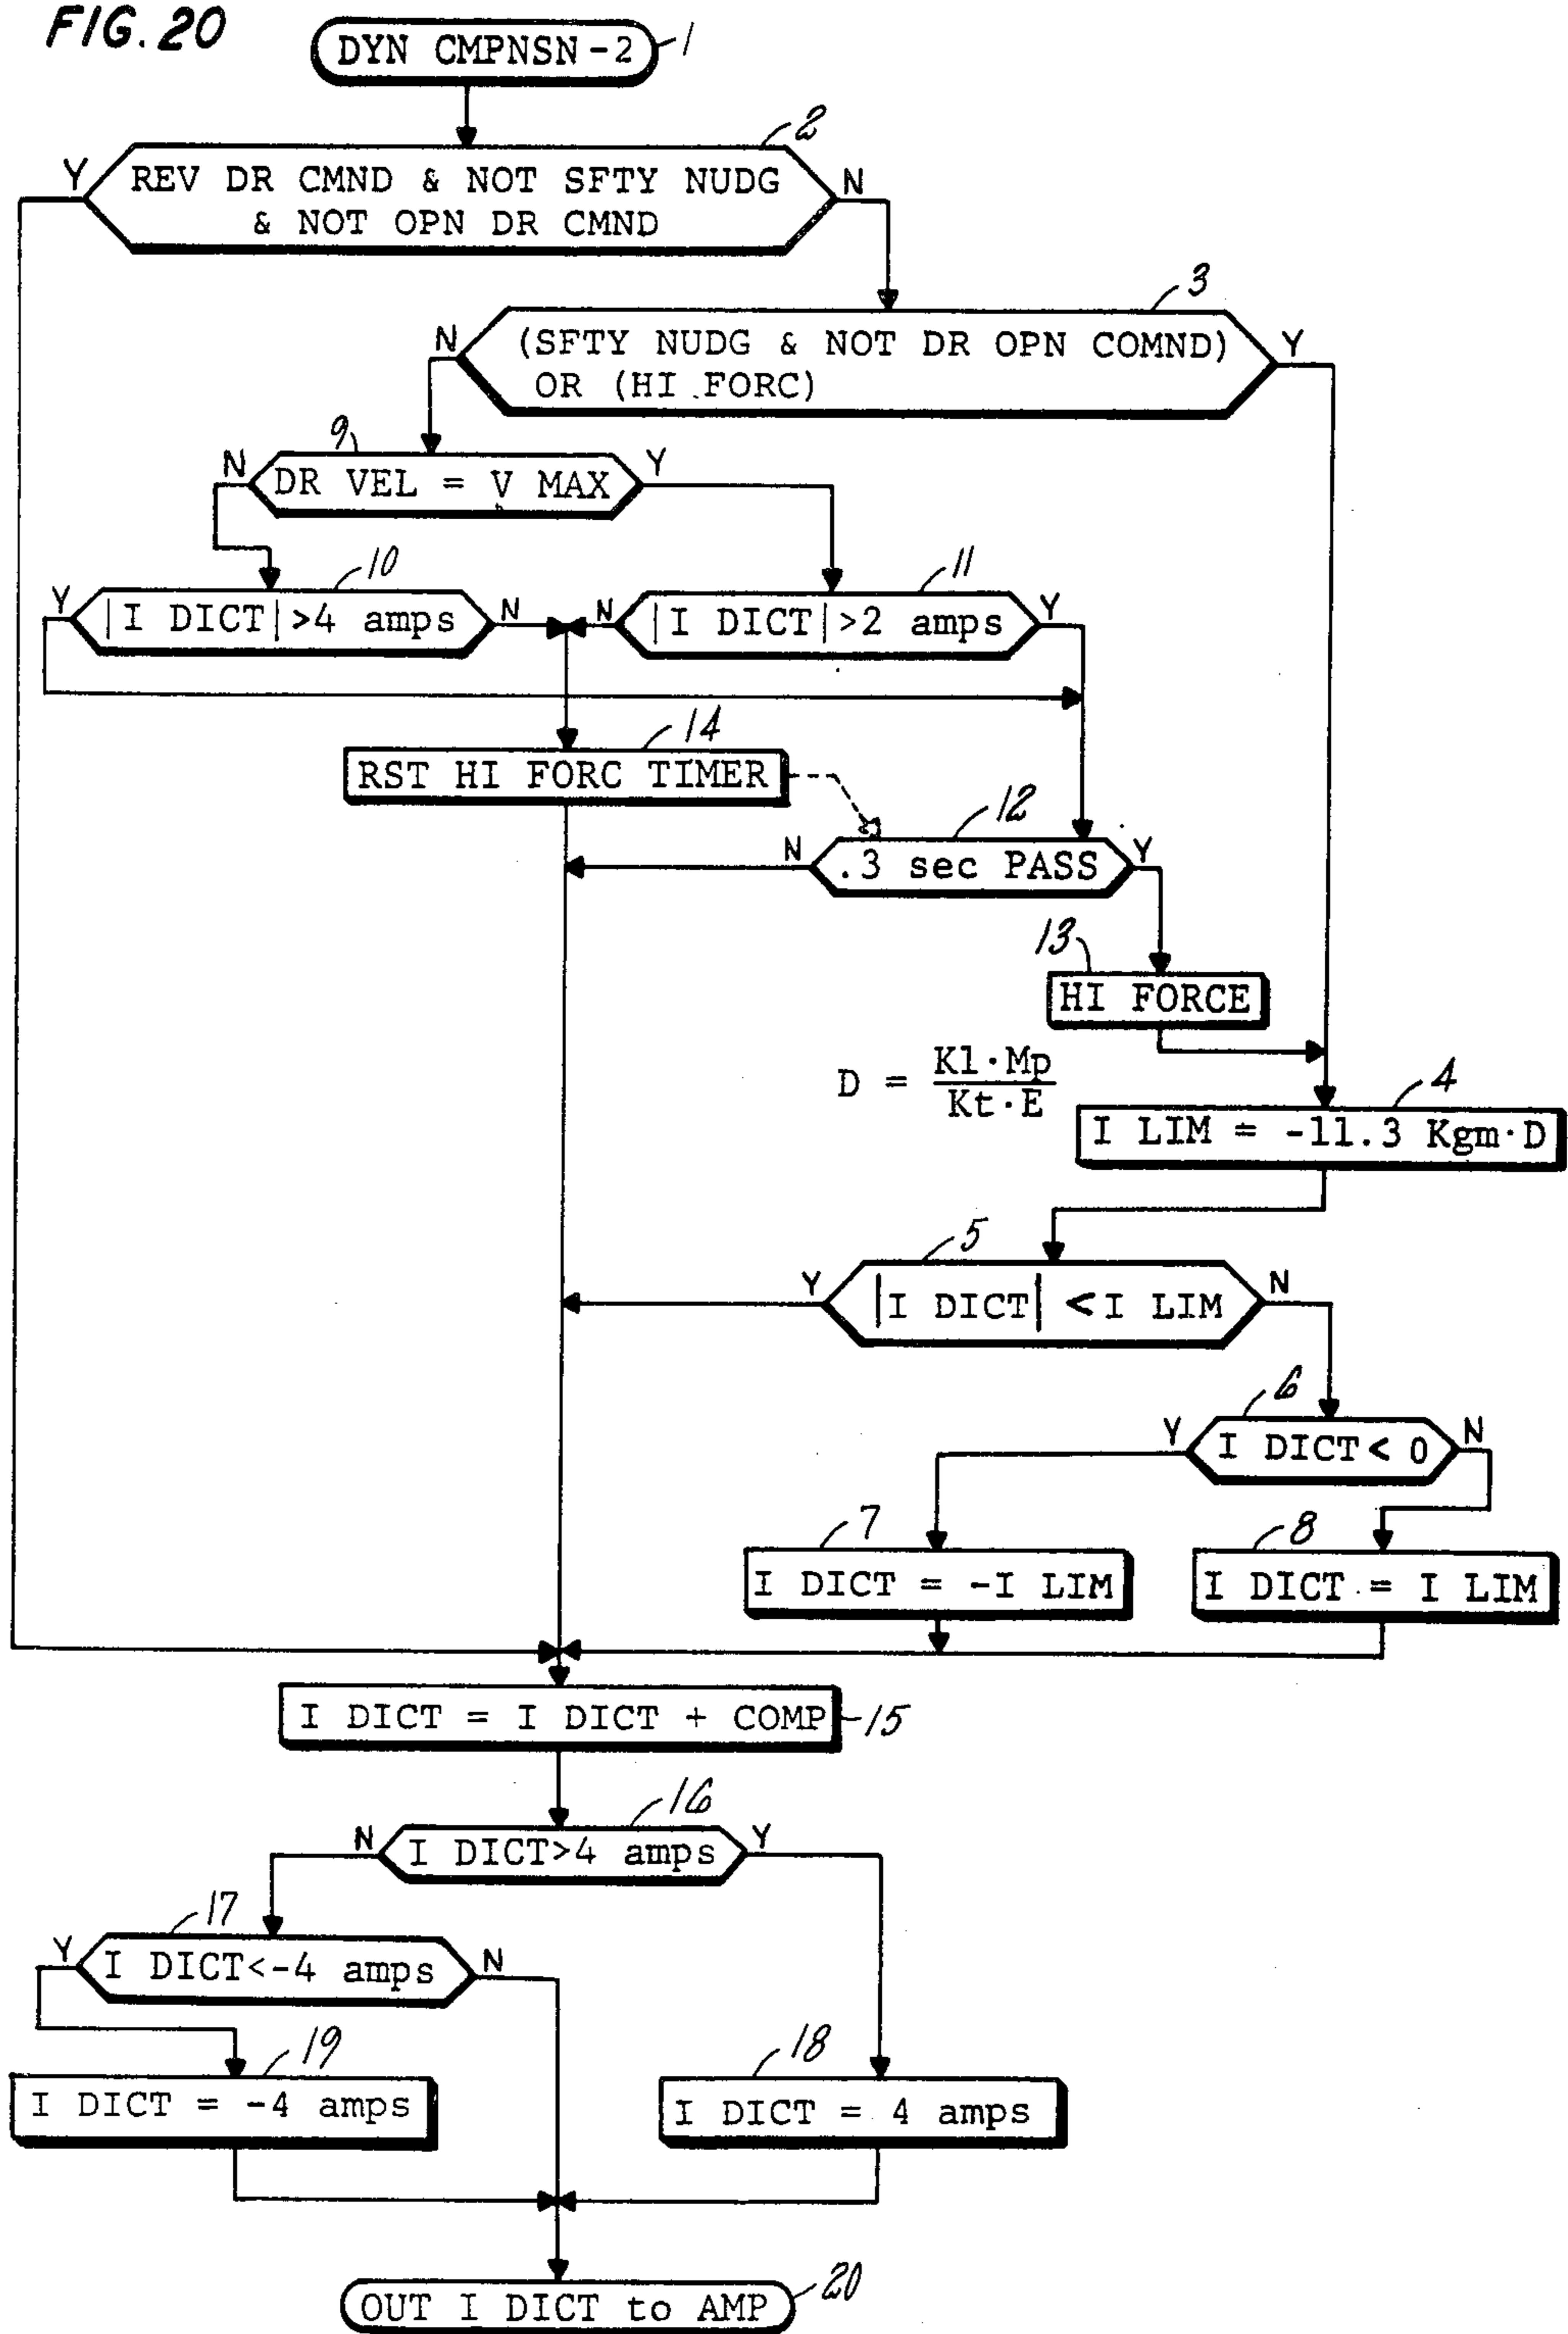 FIG. 20
DYN CMPNSN-2
1
2
Y
REV DR CMND & NOT SFTY NUDG
& NOT OPN DR CMND
N
3
N
(SFTY NUDG & NOT DR OPN COMND)
OR (HI FORC)
Y
9
N
DR VEL = V MAX
Y
10
11
Y
|I DICT|>4 amps
N
N
|I DICT|>2 amps
Y
14
RST HI FORC TIMER
12
N
.3 sec PASS
Y
13
HI FORCE
D = Kl·Mp
Kt·E
4
I LIM = -11.3 Kgm·D
5
Y
|I DICT| < I LIM
N
6
Y
I DICT < 0
N
7
8
I DICT = -I LIM
I DICT = I LIM
I DICT = I DICT + COMP
15
16
N
I DICT>4 amps
Y
17
Y
I DICT<-4 amps
N
19
18
I DICT = -4 amps
I DICT = 4 amps
20
OUT I DICT to AMP